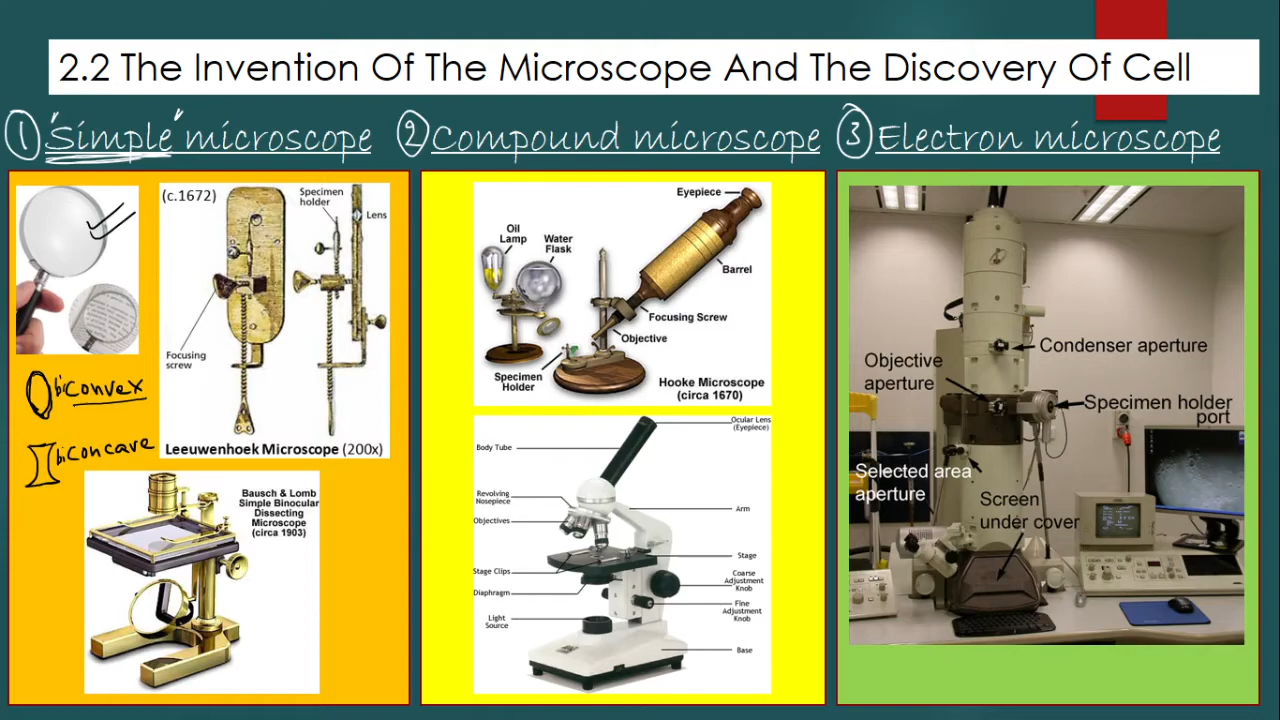 2.2 The Invention Of The Microscope And The Discovery Of Cell
① "Simple" microscope
② Compound microscope
③ Electron microscope
(c.1672)
Specimen
holder
Lens
Focusing
screw
Leeuwenhoek Microscope (200x)
biconvex
biconcave
Bausch & Lomb
Simple Binocular
Dissecting
Microscope
(circa 1903)
Eyepiece
Oil
Lamp
Water
Flask
Barrel
Focusing Screw
Objective
Specimen
Holder
Hooke Microscope
(circa 1670)
Ocular Lens
(Eyepiece)
Body Tube
Revolving
Nosepiece
Objectives
Arm
Stage
Stage Clips
Coarse
Adjustment
Knob
Diaphragm
Fine
Adjustment
Knob
Light
Source
Base
Condenser aperture
Objective
aperture
Specimen holder
port
Selected area
aperture
Screen
under cover